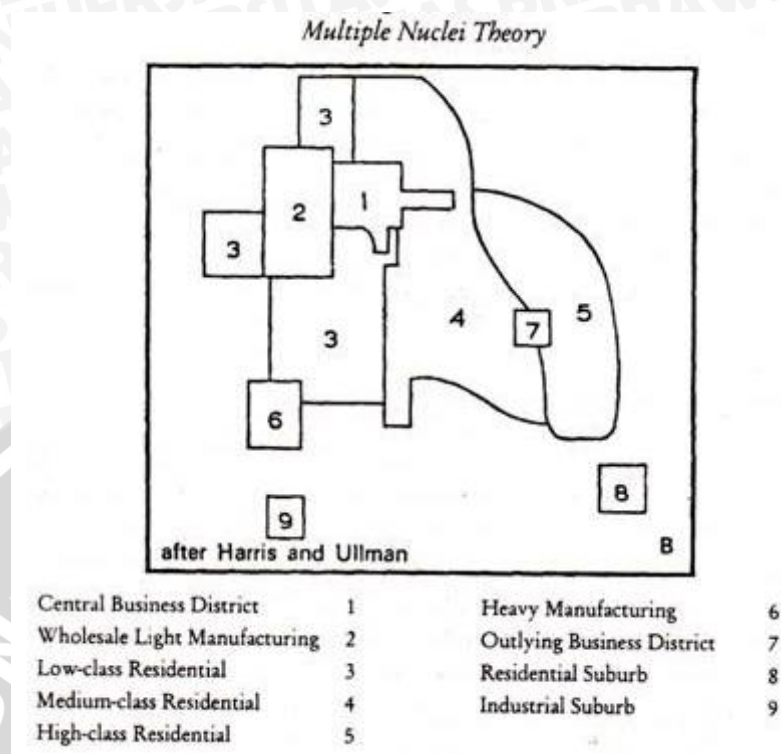 Multiple Nuclei Theory
3
1
2
3
3
4
5
7
6
8
9
after Harris and Ullman
B
Central Business District 1
Wholesale Light Manufacturing 2
Low-class Residential 3
Medium-class Residential 4
High-class Residential 5
Heavy Manufacturing 6
Outlying Business District 7
Residential Suburb 8
Industrial Suburb 9